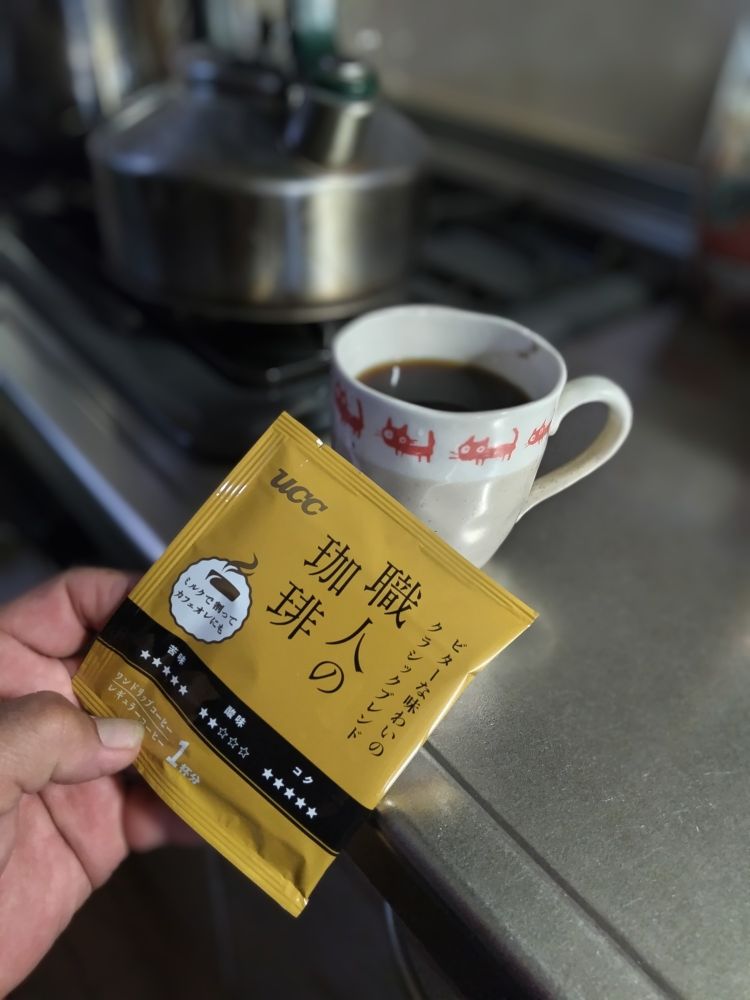 UCC
職人の
珈琲
ビターな味わいの
クラシックブレンド
ミルクで割って
カフェオレにも
苦味
★★★★★
酸味
★★☆☆☆
コク
★★★★★
ワンドリップコーヒー
レギュラーコーヒー
1杯分